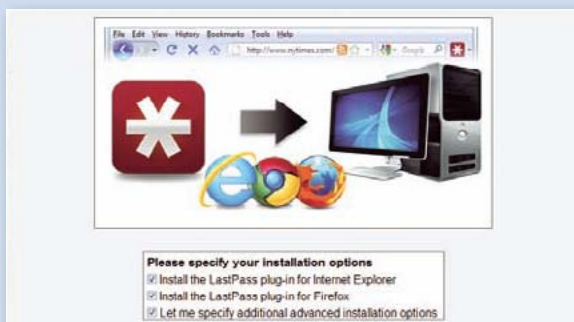 File Edit View History Bookmarks Tools Help
http://www.nytimes.com/ Google
Please specify your installation options
Install the LastPass plug-in for Internet Explorer
Install the LastPass plug-in for Firefox
Let me specify additional advanced installation options